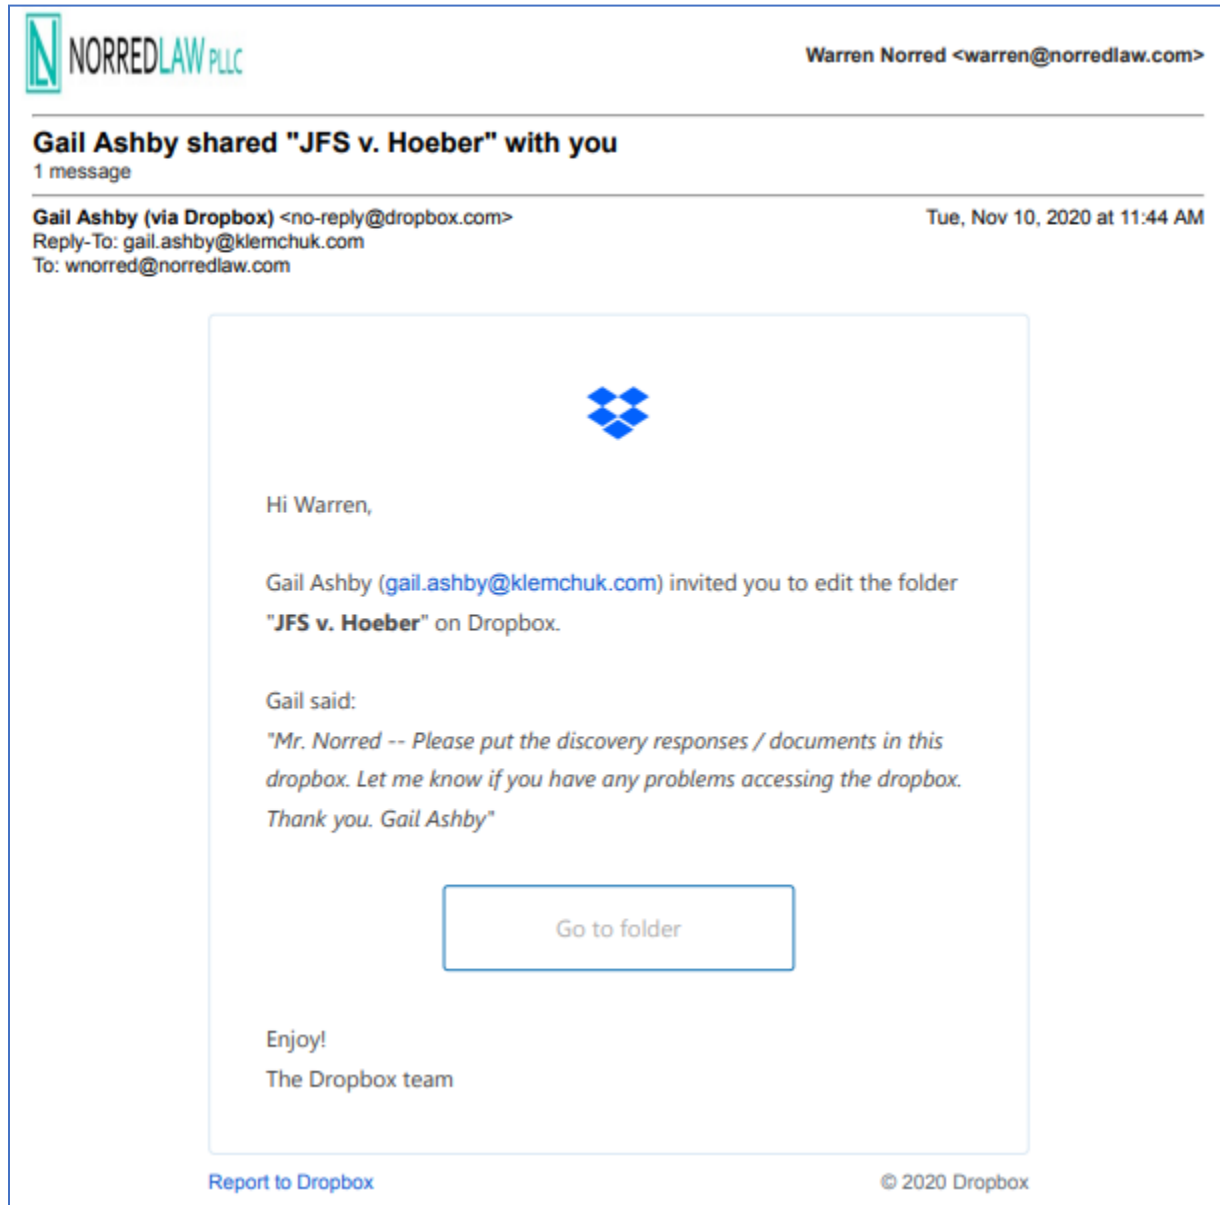 NORREDLAW PLLC
Warren Norred <warren@norredlaw.com>
Gail Ashby shared "JFS v. Hoeber" with you
1 message
Gail Ashby (via Dropbox) <no-reply@dropbox.com>
Tue, Nov 10, 2020 at 11:44 AM
Reply-To: gail.ashby@klemchuk.com
To: wnorred@norredlaw.com
Hi Warren,
Gail Ashby (gail.ashby@klemchuk.com) invited you to edit the folder
"JFS v. Hoeber" on Dropbox.
Gail said:
"Mr. Norred -- Please put the discovery responses / documents in this
dropbox. Let me know if you have any problems accessing the dropbox.
Thank you. Gail Ashby"
Go to folder
Enjoy!
The Dropbox team
Report to Dropbox
© 2020 Dropbox